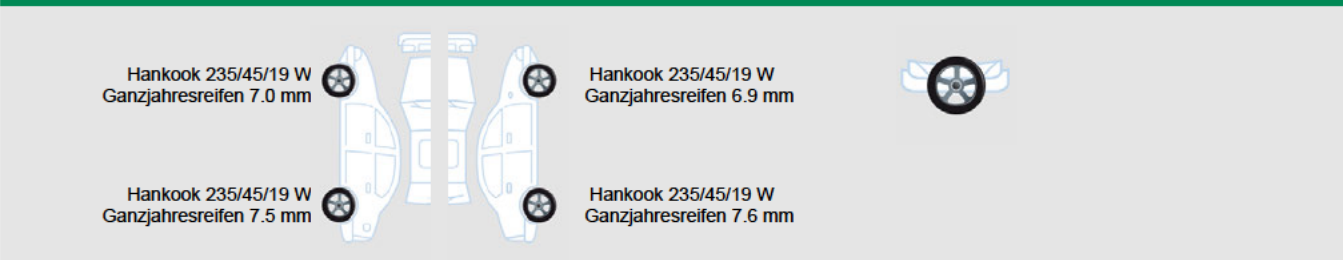 Hankook 235/45/19 W
Ganzjahresreifen 7.0 mm
Hankook 235/45/19 W
Ganzjahresreifen 6.9 mm
Hankook 235/45/19 W
Ganzjahresreifen 7.5 mm
Hankook 235/45/19 W
Ganzjahresreifen 7.6 mm